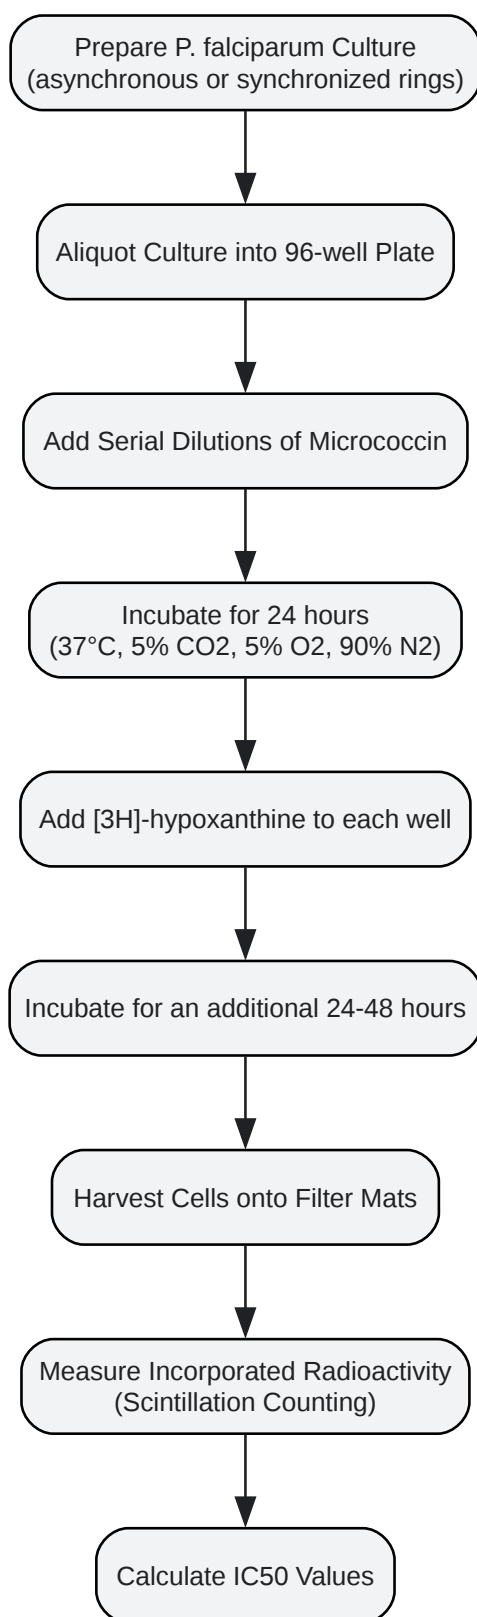 Prepare P. falciparum Culture
(asynchronous or synchronized rings)
Aliquot Culture into 96-well Plate
Add Serial Dilutions of Micrococcin
Incubate for 24 hours
(37°C, 5% CO2, 5% O2, 90% N2)
Add [3H]-hypoxanthine to each well
Incubate for an additional 24-48 hours
Harvest Cells onto Filter Mats
Measure Incorporated Radioactivity
(Scintillation Counting)
Calculate IC50 Values